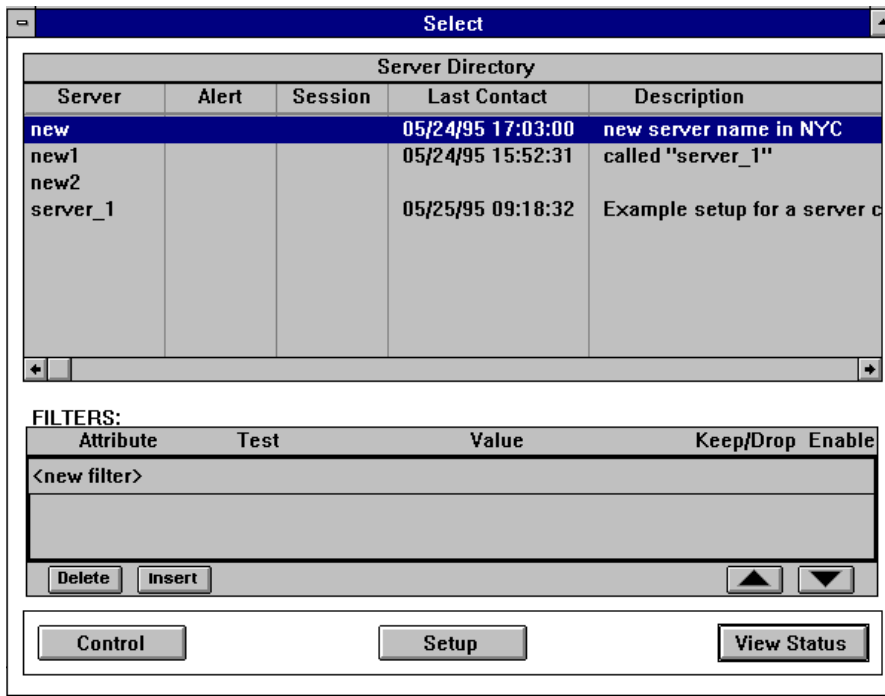 Select
Server Directory
Server Alert Session Last Contact Description
new 05/24/95 17:03:00 new server name in NYC
new1 05/24/95 15:52:31 called "server_1"
new2
server_1 05/25/95 09:18:32 Example setup for a server c
FILTERS:
Attribute Test Value Keep/Drop Enable
<new filter>
Delete Insert
Control Setup View Status